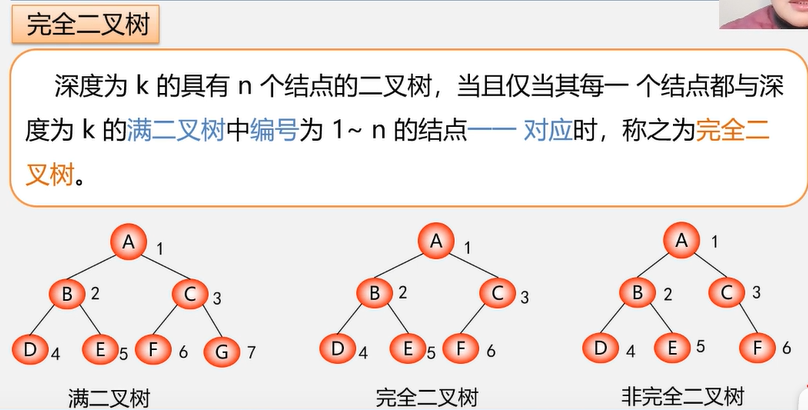 完全二叉树
深度为 k 的具有 n 个结点的二叉树，当且仅当其每一 个结点都与深
度为 k 的满二叉树中编号为 1~ n 的结点一一 对应时，称之为完全二
叉树。
A 1 A 1 A 1
B 2 C 3 B 2 C 3 B 2 C 3
D 4 E 5 F 6 G 7 D 4 E 5 F 6 D 4 E 5 F 6
满二叉树 完全二叉树 非完全二叉树